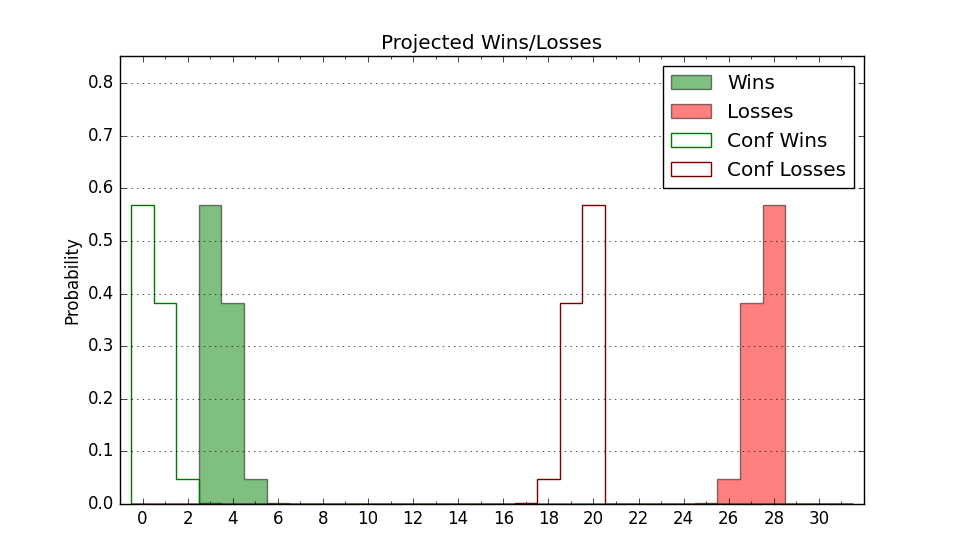 Projected Wins/Losses
0.8
0.7
0.6
0.5
0.4
0.3
0.2
0.1
0.0
Probability
Wins
Losses
Conf Wins
Conf Losses
0 2 4 6 8 10 12 14 16 18 20 22 24 26 28 30